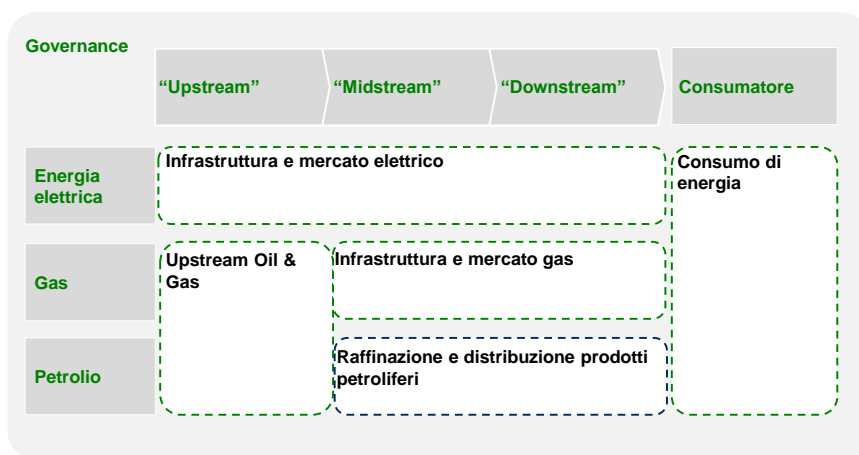 Governance
“Upstream”
“Midstream”
“Downstream”
Consumatore
Energia
elettrica
Infrastruttura e mercato elettrico
Consumo di
energia
Gas
Upstream Oil &
Gas
Infrastruttura e mercato gas
Petrolio
Raffinazione e distribuzione prodotti
petroliferi